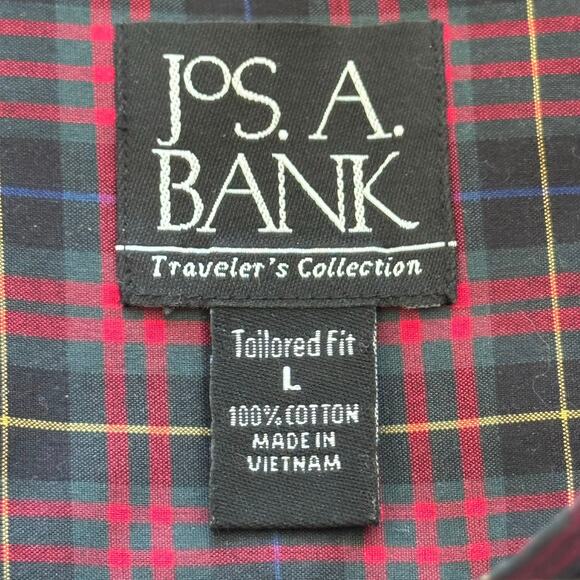 JoS. A.
BANK
Traveler's Collection
Tailored Fit
L
100% COTTON
MADE IN
VIETNAM